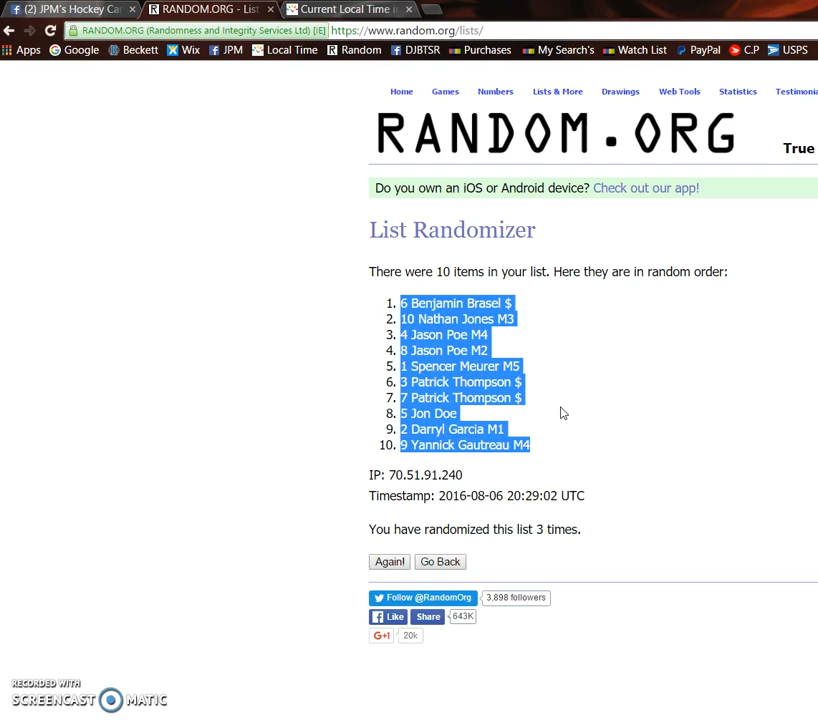 (2) JPM's Hockey Car
RANDOM.ORG - List
Current Local Time in
RANDOM.ORG (Randomness and Integrity Services Ltd) [IE]
https://www.random.org/lists/
Apps
Google
Beckett
Wix
JPM
Local Time
Random
DJBTSR
Purchases
My Search's
Watch List
PayPal
C.P
USPS
Home
Games
Numbers
Lists & More
Drawings
Web Tools
Statistics
Testimonia
RANDOM.ORG
True
Do you own an iOS or Android device? Check out our app!
List Randomizer
There were 10 items in your list. Here they are in random order:
1. 6 Benjamin Brasel $
2. 10 Nathan Jones M3
3. 4 Jason Poe M4
4. 8 Jason Poe M2
5. 1 Spencer Meurer M5
6. 3 Patrick Thompson $
7. 7 Patrick Thompson $
8. 5 Jon Doe
9. 2 Darryl Garcia M1
10. 9 Yannick Gautreau M4
IP: 70.51.91.240
Timestamp: 2016-08-06 20:29:02 UTC
You have randomized this list 3 times.
Again!
Go Back
Follow @RandomOrg
3,898 followers
Like
Share
643K
G+1
20k
RECORDED WITH
SCREENCAST MATIC